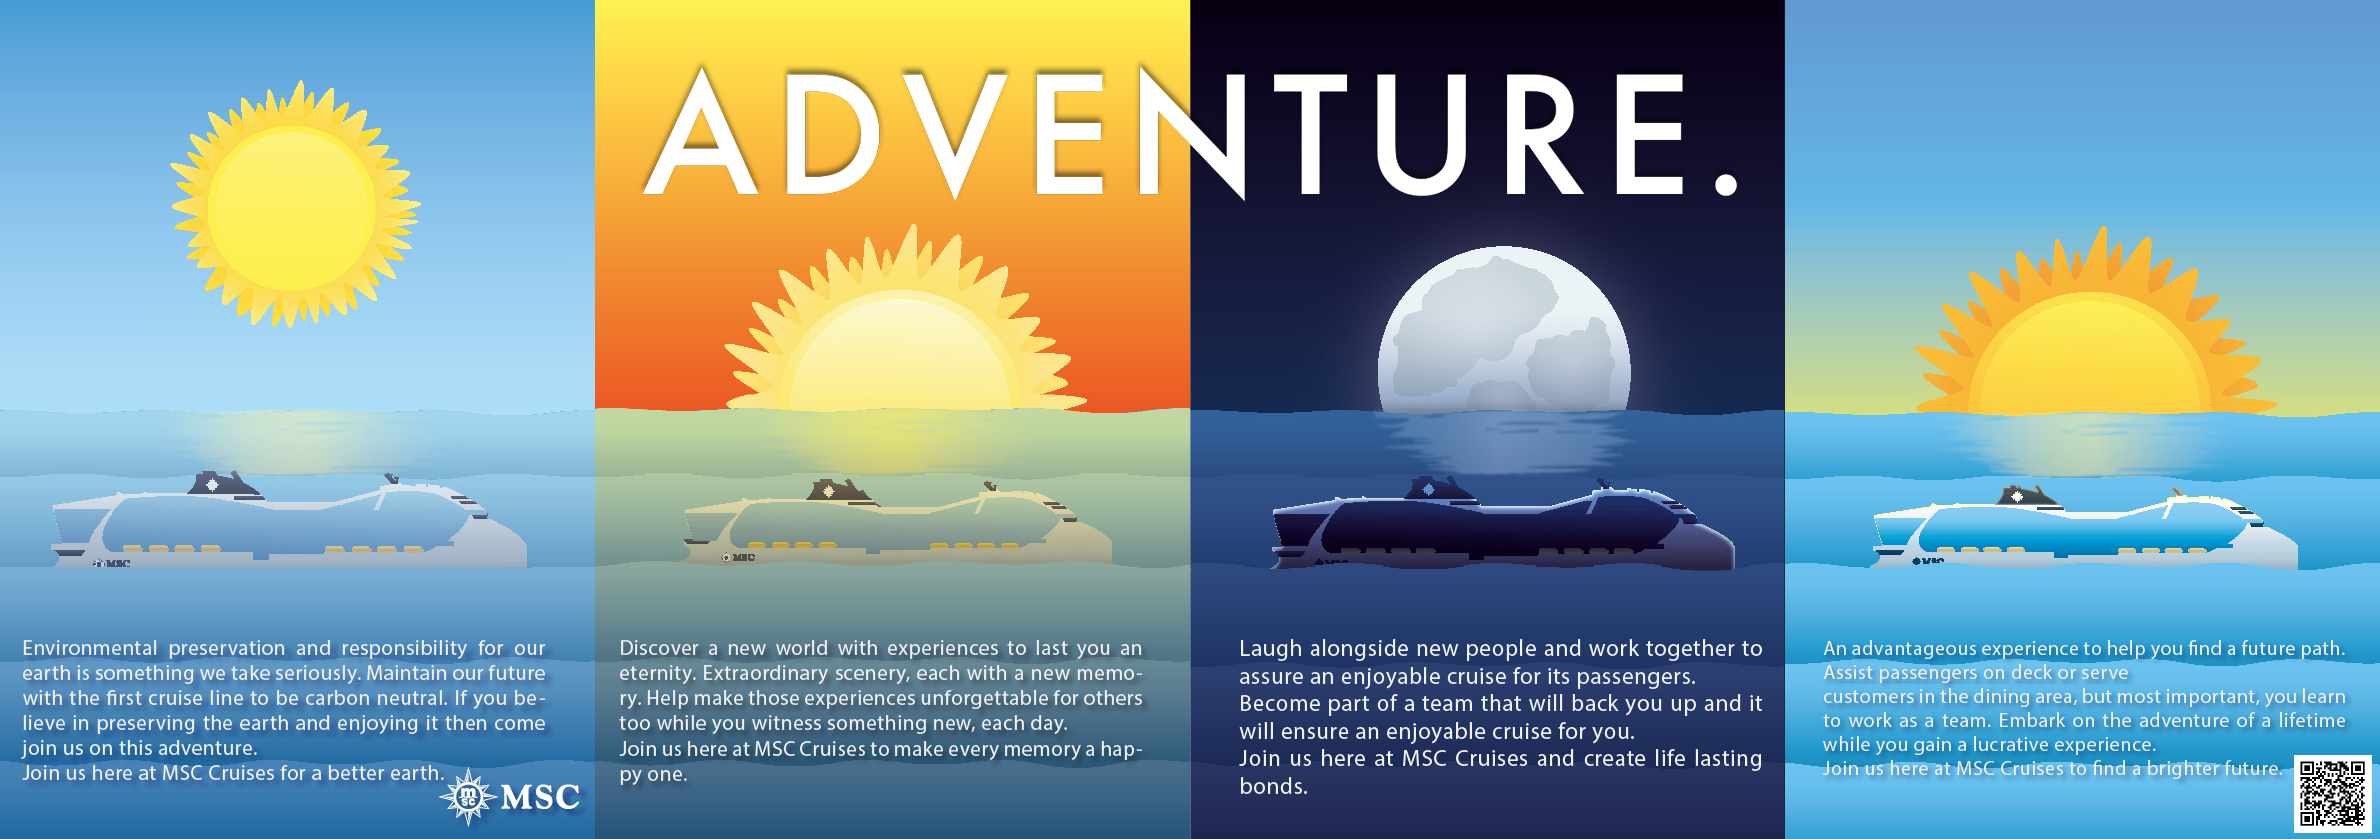 ADVENTURE.
MSC
Environmental preservation and responsibility for our
earth is something we take seriously. Maintain our future
with the first cruise line to be carbon neutral. If you be-
lieve in preserving the earth and enjoying it then come
join us on this adventure.
Join us here at MSC Cruises for a better earth.
msc MSC
MSC
Discover a new world with experiences to last you an
eternity. Extraordinary scenery, each with a new memo-
ry. Help make those experiences unforgettable for others
too while you witness something new, each day.
Join us here at MSC Cruises to make every memory a hap-
py one.
MSC
Laugh alongside new people and work together to
assure an enjoyable cruise for its passengers.
Become part of a team that will back you up and it
will ensure an enjoyable cruise for you.
Join us here at MSC Cruises and create life lasting
bonds.
MSC
An advantageous experience to help you find a future path.
Assist passengers on deck or serve
customers in the dining area, but most important, you learn
to work as a team. Embark on the adventure of a lifetime
while you gain a lucrative experience.
Join us here at MSC Cruises to find a brighter future.